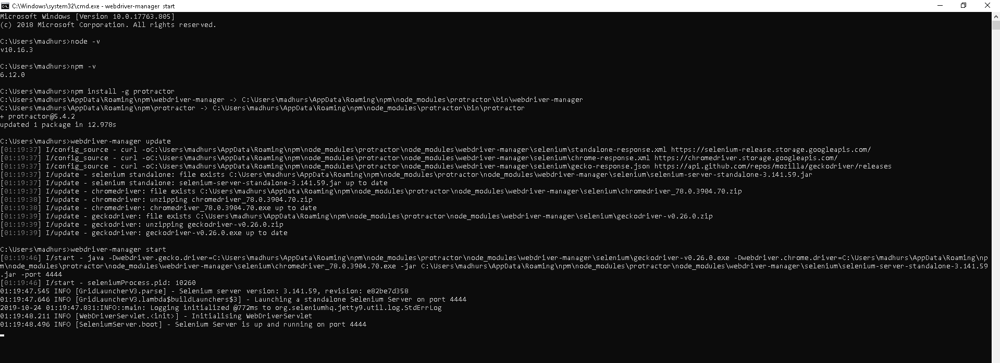 C:\Windows\system32\cmd.exe - webdriver-manager start
Microsoft Windows [Version 10.0.17763.805]
(c) 2018 Microsoft Corporation. All rights reserved.
C:\Users\madhurs>node -v
v10.16.3
C:\Users\madhurs>npm -v
6.12.0
C:\Users\madhurs>npm install -g protractor
C:\Users\madhurs\AppData\Roaming\npm\webdriver-manager -> C:\Users\madhurs\AppData\Roaming\npm\node_modules\protractor\bin\webdriver-manager
C:\Users\madhurs\AppData\Roaming\npm\protractor -> C:\Users\madhurs\AppData\Roaming\npm\node_modules\protractor\bin\protractor
+ protractor@5.4.2
updated 1 package in 12.978s
C:\Users\madhurs>webdriver-manager update
[01:19:37] I/config_source - curl -oC:\Users\madhurs\AppData\Roaming\npm\node_modules\protractor\node_modules\webdriver-manager\selenium\standalone-response.xml https://selenium-release.storage.googleapis.com/
[01:19:37] I/config_source - curl -oC:\Users\madhurs\AppData\Roaming\npm\node_modules\protractor\node_modules\webdriver-manager\selenium\chrome-response.xml https://chromedriver.storage.googleapis.com/
[01:19:37] I/config_source - curl -oC:\Users\madhurs\AppData\Roaming\npm\node_modules\protractor\node_modules\webdriver-manager\selenium\gecko-response.json https://api.github.com/repos/mozilla/geckodriver/releases
[01:19:37] I/update - selenium standalone: file exists C:\Users\madhurs\AppData\Roaming\npm\node_modules\protractor\node_modules\webdriver-manager\selenium\selenium-server-standalone-3.141.59.jar
[01:19:37] I/update - selenium standalone: selenium-server-standalone-3.141.59.jar up to date
[01:19:37] I/update - chromedriver: file exists C:\Users\madhurs\AppData\Roaming\npm\node_modules\protractor\node_modules\webdriver-manager\selenium\chromedriver_78.0.3904.70.zip
[01:19:38] I/update - chromedriver: unzipping chromedriver_78.0.3904.70.zip
[01:19:38] I/update - chromedriver: chromedriver_78.0.3904.70.exe up to date
[01:19:39] I/update - geckodriver: file exists C:\Users\madhurs\AppData\Roaming\npm\node_modules\protractor\node_modules\webdriver-manager\selenium\geckodriver-v0.26.0.zip
[01:19:39] I/update - geckodriver: unzipping geckodriver-v0.26.0.zip
[01:19:39] I/update - geckodriver: geckodriver-v0.26.0.exe up to date
C:\Users\madhurs>webdriver-manager start
[01:19:46] I/start - java -Dwebdriver.gecko.driver=C:\Users\madhurs\AppData\Roaming\npm\node_modules\protractor\node_modules\webdriver-manager\selenium\geckodriver-v0.26.0.exe -Dwebdriver.chrome.driver=C:\Users\madhurs\AppData\Roaming\np
m\node_modules\protractor\node_modules\webdriver-manager\selenium\chromedriver_78.0.3904.70.exe -jar C:\Users\madhurs\AppData\Roaming\npm\node_modules\protractor\node_modules\webdriver-manager\selenium\selenium-server-standalone-3.141.59
.jar -port 4444
[01:19:46] I/start - seleniumProcess.pid: 10260
01:19:47.545 INFO [GridLauncherV3.parse] - Selenium server version: 3.141.59, revision: e82be7d358
01:19:47.646 INFO [GridLauncherV3.lambda$buildLaunchers$3] - Launching a standalone Selenium Server on port 4444
2019-10-24 01:19:47.831:INFO::main: Logging initialized @772ms to org.seleniumhq.jetty9.util.log.StdErrLog
01:19:48.211 INFO [WebDriverServlet.<init>] - Initialising WebDriverServlet
01:19:48.496 INFO [SeleniumServer.boot] - Selenium Server is up and running on port 4444